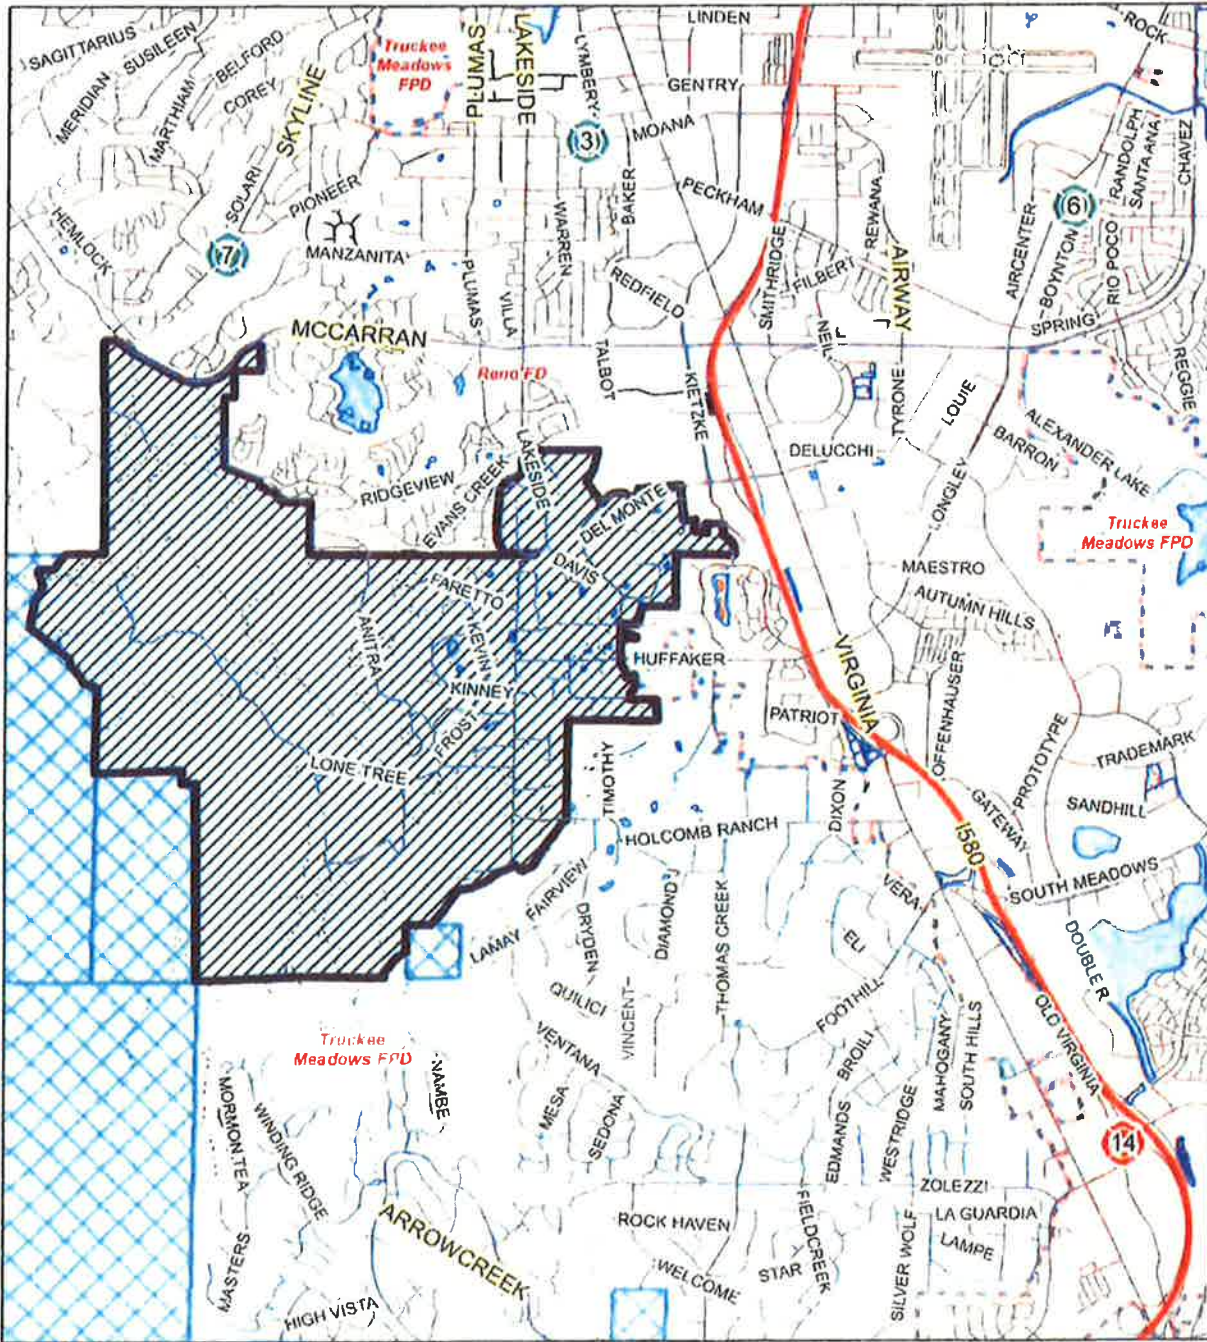 LINDEN
ROCK
SAGITTARIUS
SUSILEEN
BELFORD
MERIDIAN
MARTHIAM
COREY
SKYLINE
Truckee
Meadows
FPD
PLUMAS
LAKESIDE
LYMBERY
GENTRY
MOANA
3
BAKER
PECKHAM
RANDOLPH
SANTA ANA
CHAVEZ
6
HEMLOCK
SOLARI
PIONEER
7
MANZANITA
PLUMAS
VILLA
WARREN
REDFIELD
SMITHRIDGE
FILBERT
REWANA
AIRWAY
AIRCENTER
BOYNTON
RIO POCO
SPRING
REGGIE
MCCARRAN
Reno FD
TALBOT
KIETZKE
NEIL
TYRONE
LOUIE
DELUCCHI
BARRON
ALEXANDER LAKE
LONGLEY
RIDGEVIEW
EVANS CREEK
LAKESIDE
DEL MONTE
DAVIS
Truckee
Meadows FPD
MAESTRO
AUTUMN HILLS
FARETTO
ANITRA
KEVIN
KINNEY
FROST
LONE TREE
HUFFAKER
VIRGINIA
PATRIOT
OFFENHAUSER
PROTOTYPE
TRADEMARK
TIMOTHY
DIXON
GATEWAY
SANDHILL
HOLCOMB RANCH
I580
SOUTH MEADOWS
VERA
LAMAY
FAIRVIEW
DRYDEN
DIAMOND J
THOMAS CREEK
ELI
DOUBLE R
QUILICI
VINCENT
FOOTHILL
OLD VIRGINIA
Truckee
Meadows FPD
NAMBE
VENTANA
MESA
SEDONA
BROILI
EDMANDS
WESTRIDGE
MAHOGANY
SOUTH HILLS
14
MORMON TEA
WINDING RIDGE
MASTERS
ARROWCREEK
HIGH VISTA
ZOLEZZI
LA GUARDIA
LAMPE
ROCK HAVEN
WELCOME
STAR
FIELDCREEK
SILVER WOLF